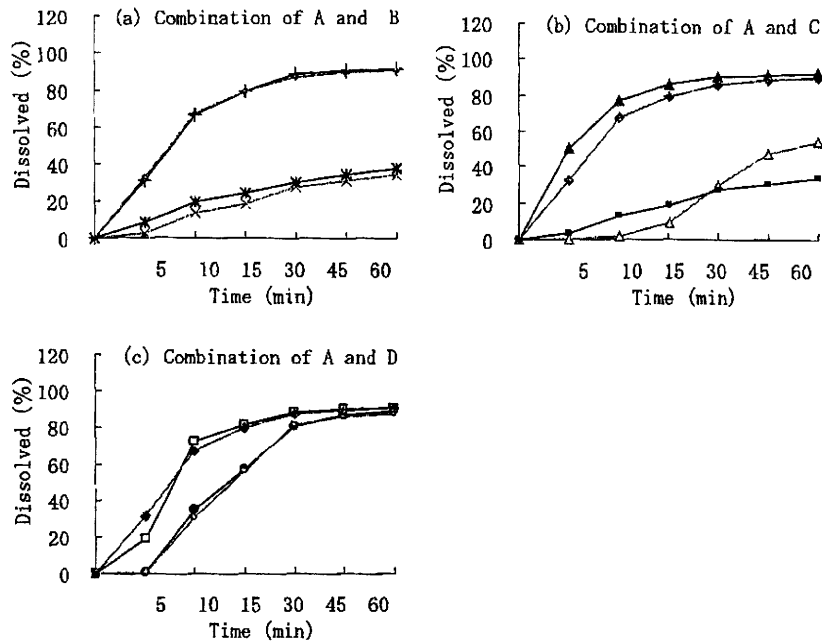 (a) Combination of A and B
Dissolved (%)
120
100
80
60
40
20
0
5 10 15 30 45 60
Time (min)
(b) Combination of A and C
Dissolved (%)
120
100
80
60
40
20
0
5 10 15 30 45 60
Time (min)
(c) Combination of A and D
Dissolved (%)
120
100
80
60
40
20
0
5 10 15 30 45 60
Time (min)